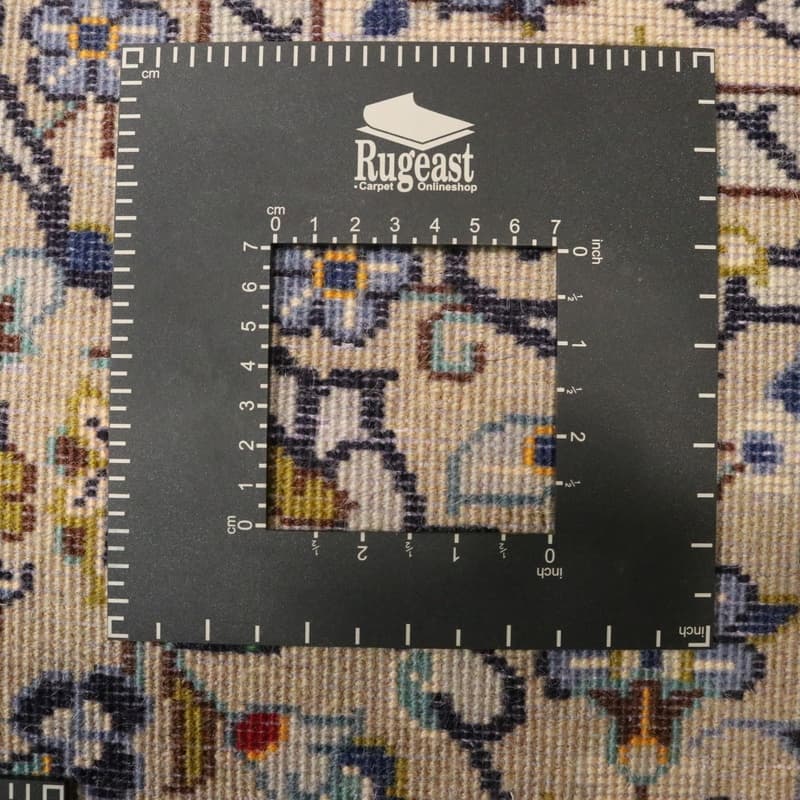 cm
Rugeast
Carpet Onlineshop
cm
0 1 2 3 4 5 6 7
7 6 5 4 3 2 1 0
cm
0 ½ 1 ½ 2 ½
inch
½ 2 ½ 1 ½ 0
inch
inch